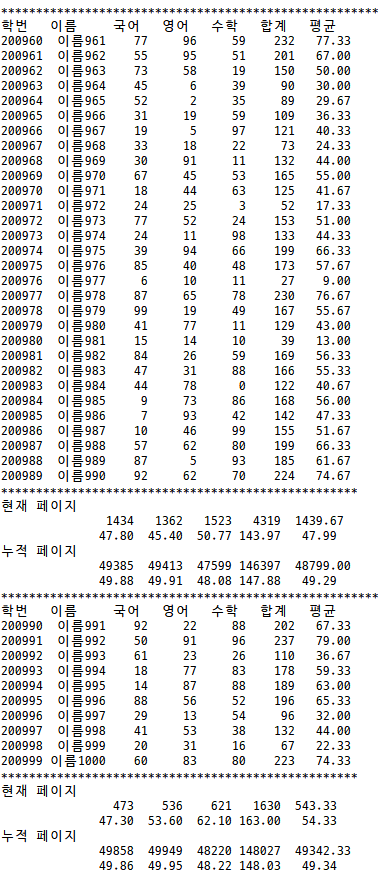 ******************************************************
학번 이름 국어 영어 수학 합계 평균
200960 이름961 77 96 59 232 77.33
200961 이름962 55 95 51 201 67.00
200962 이름963 73 58 19 150 50.00
200963 이름964 45 6 39 90 30.00
200964 이름965 52 2 35 89 29.67
200965 이름966 31 19 59 109 36.33
200966 이름967 19 5 97 121 40.33
200967 이름968 33 18 22 73 24.33
200968 이름969 30 91 11 132 44.00
200969 이름970 67 45 53 165 55.00
200970 이름971 18 44 63 125 41.67
200971 이름972 24 25 3 52 17.33
200972 이름973 77 52 24 153 51.00
200973 이름974 24 11 98 133 44.33
200974 이름975 39 94 66 199 66.33
200975 이름976 85 40 48 173 57.67
200976 이름977 6 10 11 27 9.00
200977 이름978 87 65 78 230 76.67
200978 이름979 99 19 49 167 55.67
200979 이름980 41 77 11 129 43.00
200980 이름981 15 14 10 39 13.00
200981 이름982 84 26 59 169 56.33
200982 이름983 47 31 88 166 55.33
200983 이름984 44 78 0 122 40.67
200984 이름985 9 73 86 168 56.00
200985 이름986 7 93 42 142 47.33
200986 이름987 10 46 99 155 51.67
200987 이름988 57 62 80 199 66.33
200988 이름989 87 5 93 185 61.67
200989 이름990 92 62 70 224 74.67
***************************************************
현재 페이지
1434 1362 1523 4319 1439.67
47.80 45.40 50.77 143.97 47.99
누적 페이지
49385 49413 47599 146397 48799.00
49.88 49.91 48.08 147.88 49.29
******************************************************
학번 이름 국어 영어 수학 합계 평균
200990 이름991 92 22 88 202 67.33
200991 이름992 50 91 96 237 79.00
200992 이름993 61 23 26 110 36.67
200993 이름994 18 77 83 178 59.33
200994 이름995 14 87 88 189 63.00
200995 이름996 88 56 52 196 65.33
200996 이름997 29 13 54 96 32.00
200997 이름998 41 53 38 132 44.00
200998 이름999 20 31 16 67 22.33
200999 이름1000 60 83 80 223 74.33
***************************************************
현재 페이지
473 536 621 1630 543.33
47.30 53.60 62.10 163.00 54.33
누적 페이지
49858 49949 48220 148027 49342.33
49.86 49.95 48.22 148.03 49.34